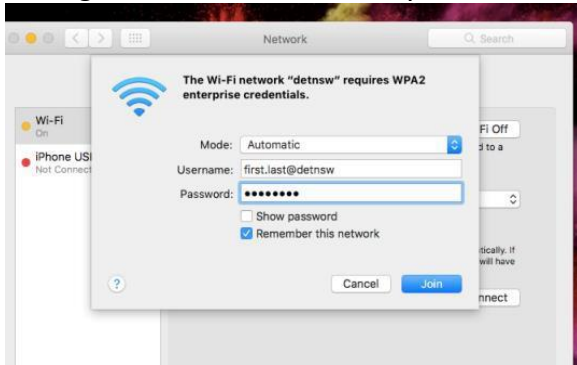 Network
Search
The Wi-Fi network "detnsw" requires WPA2
enterprise credentials.
Wi-Fi
On
Fi Off
Mode: Automatic
d to a
iPhone US
Not Connect
Username: first.last@detnsw
Password: ••••••••
Show password
Remember this network
tically. If
will have
? Cancel Join
nnect